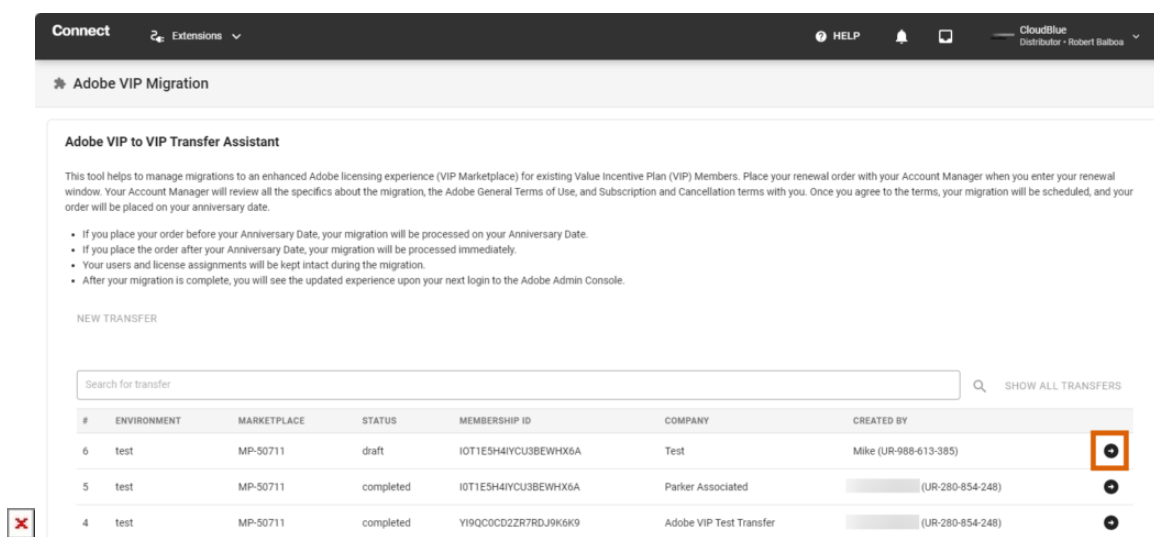 Connect Extensions HELP CloudBlue
Distributor • Robert Balboa
Adobe VIP Migration
Adobe VIP to VIP Transfer Assistant
This tool helps to manage migrations to an enhanced Adobe licensing experience (VIP Marketplace) for existing Value Incentive Plan (VIP) Members. Place your renewal order with your Account Manager when you enter your renewal
window. Your Account Manager will review all the specifics about the migration, the Adobe General Terms of Use, and Subscription and Cancellation terms with you. Once you agree to the terms, your migration will be scheduled, and your
order will be placed on your anniversary date.
• If you place your order before your Anniversary Date, your migration will be processed on your Anniversary Date.
• If you place the order after your Anniversary Date, your migration will be processed immediately.
• Your users and license assignments will be kept intact during the migration.
• After your migration is complete, you will see the updated experience upon your next login to the Adobe Admin Console.
NEW TRANSFER
Search for transfer SHOW ALL TRANSFERS
# ENVIRONMENT MARKETPLACE STATUS MEMBERSHIP ID COMPANY CREATED BY
6 test MP-50711 draft IOT1E5H4IYCU3BEWHX6A Test Mike (UR-988-613-385)
5 test MP-50711 completed I0T1E5H4IYCU3BEWHX6A Parker Associated (UR-280-854-248)
4 test MP-50711 completed YI9QC0CD2ZR7RDJ9K6K9 Adobe VIP Test Transfer (UR-280-854-248)